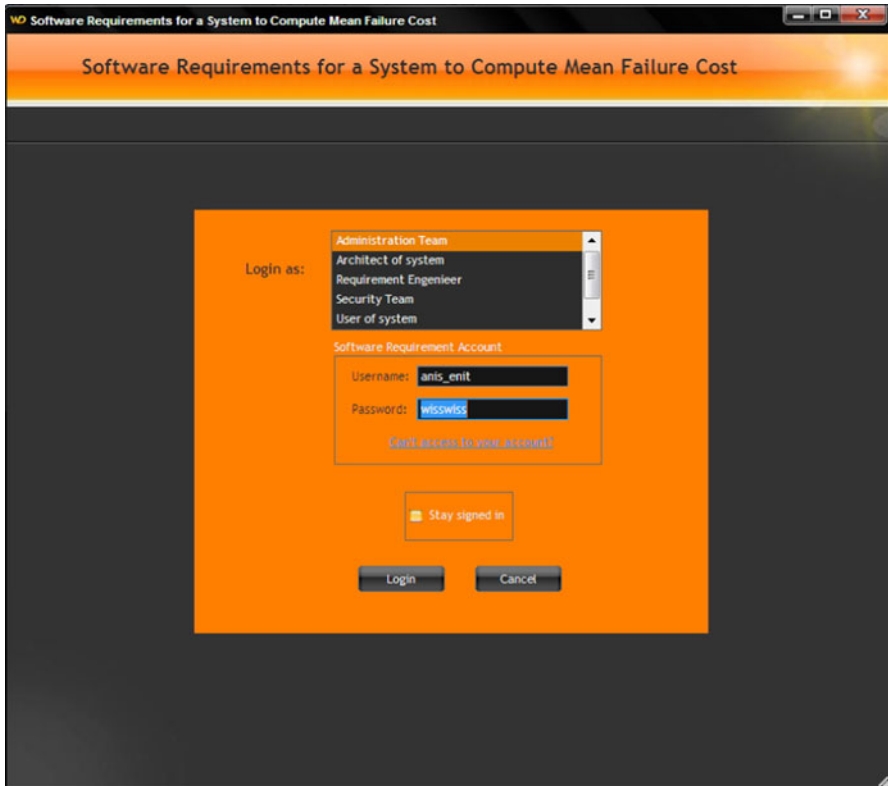 WD Software Requirements for a System to Compute Mean Failure Cost
Software Requirements for a System to Compute Mean Failure Cost
Login as:
Administration Team
Architect of system
Requirement Engenieer
Security Team
User of system
Software Requirement Account
Username: anis_enit
Password: wisswiss
Can't access to your account?
Stay signed in
Login Cancel